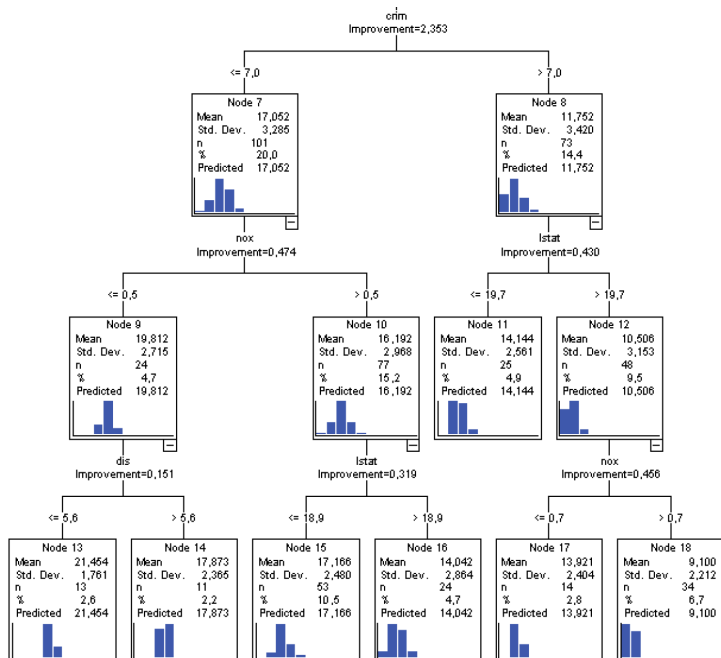 crim
Improvement=2,353
<= 7,0
> 7,0
Node 7
Mean 17,052
Std. Dev. 3,285
n 101
% 20,0
Predicted 17,052
Node 8
Mean 11,752
Std. Dev. 3,420
n 73
% 14,4
Predicted 11,752
nox
Improvement=0,474
lstat
Improvement=0,430
<= 0,5
> 0,5
<= 19,7
> 19,7
Node 9
Mean 19,812
Std. Dev. 2,715
n 24
% 4,7
Predicted 19,812
Node 10
Mean 16,192
Std. Dev. 2,968
n 77
% 15,2
Predicted 16,192
Node 11
Mean 14,144
Std. Dev. 2,561
n 25
% 4,9
Predicted 14,144
Node 12
Mean 10,506
Std. Dev. 3,153
n 48
% 9,5
Predicted 10,506
dis
Improvement=0,151
lstat
Improvement=0,319
nox
Improvement=0,456
<= 5,6
> 5,6
<= 18,9
> 18,9
<= 0,7
> 0,7
Node 13
Mean 21,454
Std. Dev. 1,761
n 13
% 2,6
Predicted 21,454
Node 14
Mean 17,873
Std. Dev. 2,365
n 11
% 2,2
Predicted 17,873
Node 15
Mean 17,166
Std. Dev. 2,480
n 53
% 10,5
Predicted 17,166
Node 16
Mean 14,042
Std. Dev. 2,864
n 24
% 4,7
Predicted 14,042
Node 17
Mean 13,921
Std. Dev. 2,404
n 14
% 2,8
Predicted 13,921
Node 18
Mean 9,100
Std. Dev. 2,212
n 34
% 6,7
Predicted 9,100